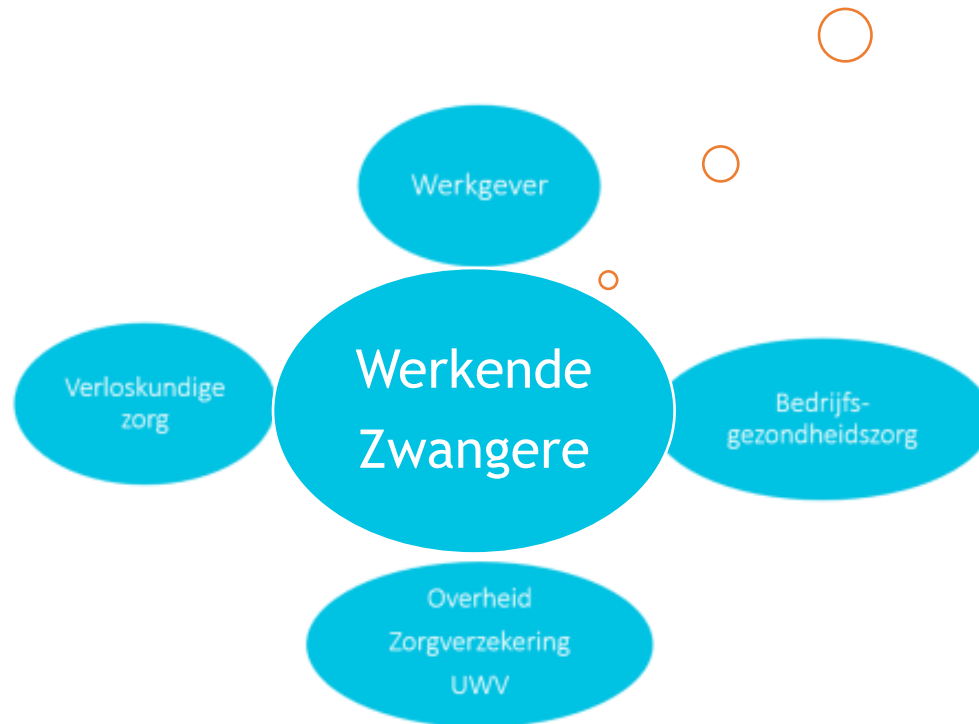 Werkgever
Werkende
Zwangere
Verloskundige
zorg
Bedrijfs-
gezondheidszorg
Overheid
Zorgverzekering
UWV